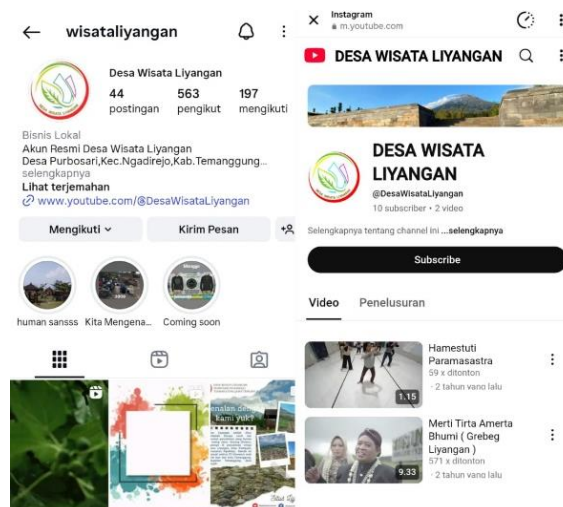 wisataliyangan
Desa Wisata Liyangan
44 563 197
postingan pengikut mengikuti
Bisnis Lokal
Akun Resmi Desa Wisata Liyangan
Desa Purbosari,Kec.Ngadirejo,Kab.Temanggung...
selengkapnya
Lihat terjemahan
www.youtube.com/@DesaWisataLiyangan
Mengikuti
Kirim Pesan
human sansss
Kita Mengena...
Coming soon
kami yuk?
Instagram
m.youtube.com
DESA WISATA LIYANGAN
DESA WISATA
LIYANGAN
@DesaWisataLiyangan
10 subscriber • 2 video
Selengkapnya tentang channel ini ...selengkapnya
Subscribe
Video Penelusuran
Hamestuti
Paramasastra
59 x ditonton
· 2 tahun yang lalu
1.15
Merti Tirta Amerta
Bhumi ( Grebeg
Liyangan )
571 x ditonton
· 2 tahun yang lalu
9.33